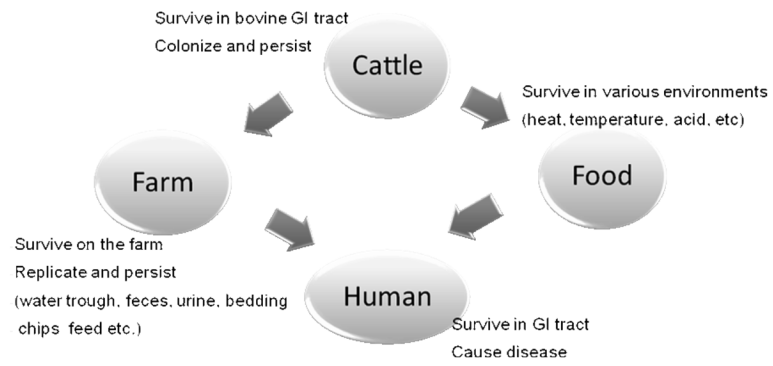 Survive in bovine GI tract
Colonize and persist
Cattle
Survive in various environments
(heat, temperature, acid, etc)
Farm
Food
Survive on the farm
Replicate and persist
(water trough, feces, urine, bedding
chips feed etc.)
Human
Survive in GI tract
Cause disease